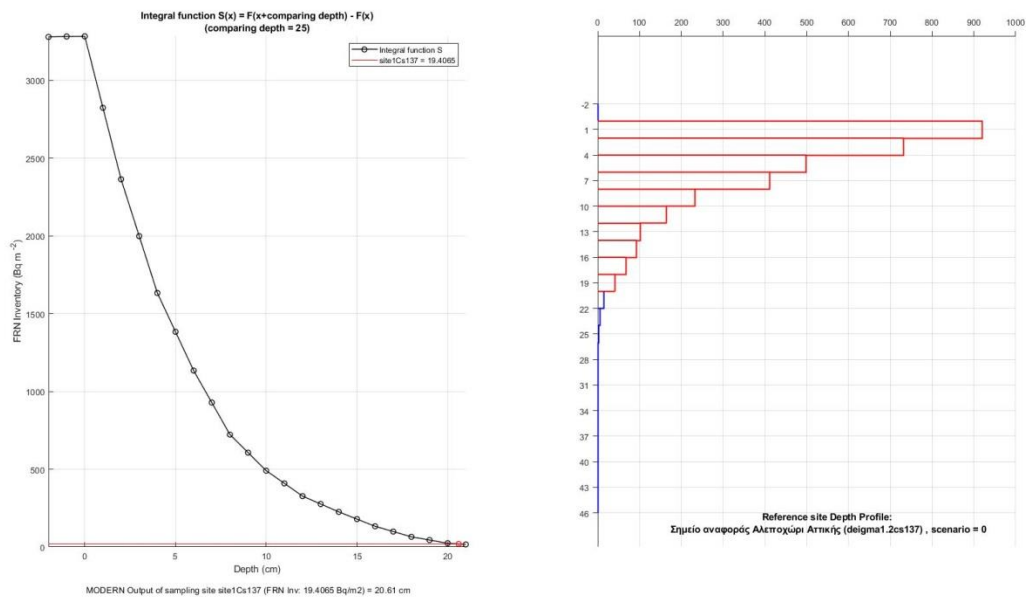 Integral function S(x) = F(x+comparing depth) - F(x)
(comparing depth = 25)
Integral function S
site1Cs137 = 19.4065
3000
2500
2000
1500
1000
500
0
FRN Inventory (Bq m⁻²)
0 5 10 15 20
Depth (cm)
MODERN Output of sampling site site1Cs137 (FRN Inv: 19.4065 Bq/m2) = 20.61 cm
0 100 200 300 400 500 600 700 800 900 1000
-2
1
4
7
10
13
16
19
22
25
28
31
34
37
40
43
46
Reference site Depth Profile:
Σημείο αναφοράς Αλεποχώρι Αττικής (deigma1.2cs137) , scenario = 0